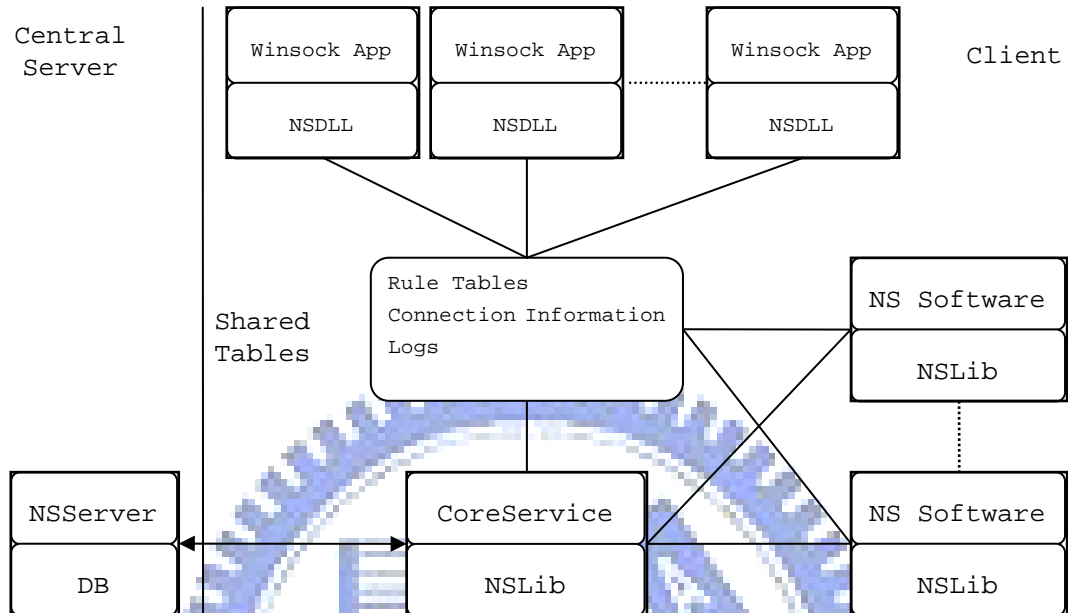 Central
Server
Winsock App
Winsock App
Winsock App
Client
NSDLL
NSDLL
NSDLL
Shared
Tables
Rule Tables
Connection Information
Logs
NS Software
NSLib
NSServer
DB
CoreService
NSLib
NS Software
NSLib